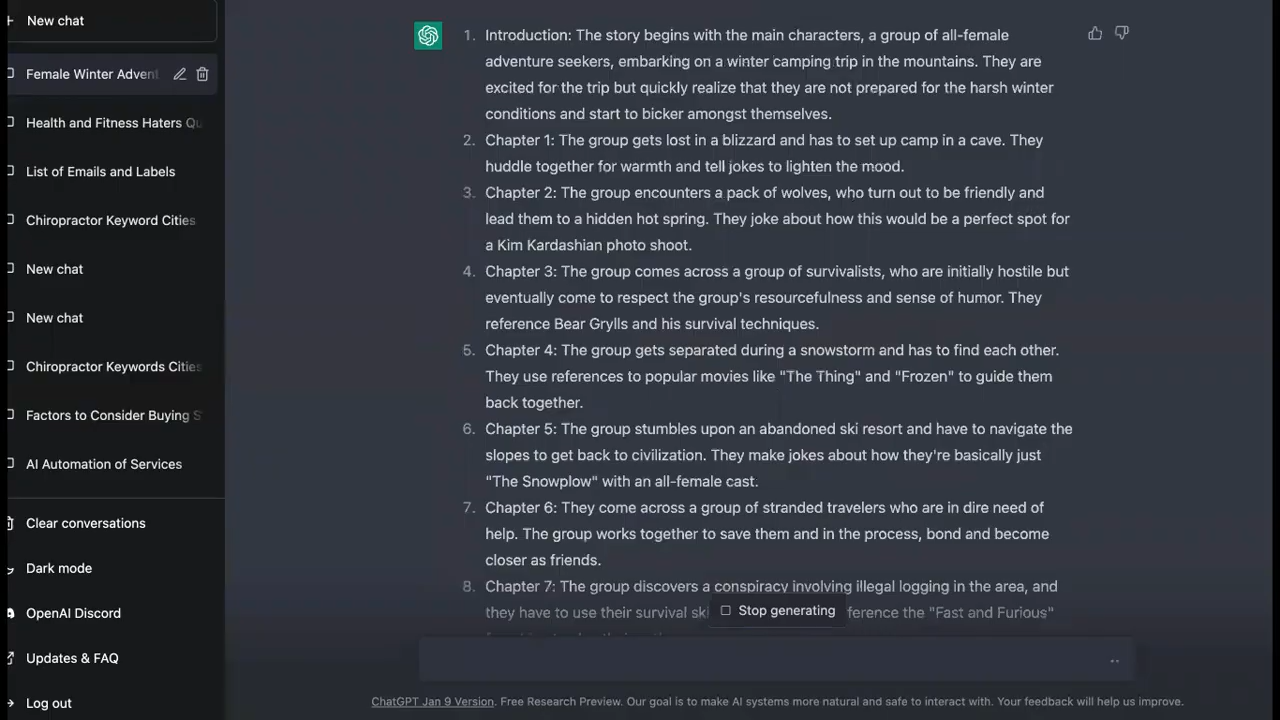 New chat
Female Winter Advent
Health and Fitness Haters Qu
List of Emails and Labels
Chiropractor Keyword Cities
New chat
New chat
Chiropractor Keywords Cities
Factors to Consider Buying S
AI Automation of Services
Clear conversations
Dark mode
OpenAI Discord
Updates & FAQ
Log out
1. Introduction: The story begins with the main characters, a group of all-female
adventure seekers, embarking on a winter camping trip in the mountains. They are
excited for the trip but quickly realize that they are not prepared for the harsh winter
conditions and start to bicker amongst themselves.
2. Chapter 1: The group gets lost in a blizzard and has to set up camp in a cave. They
huddle together for warmth and tell jokes to lighten the mood.
3. Chapter 2: The group encounters a pack of wolves, who turn out to be friendly and
lead them to a hidden hot spring. They joke about how this would be a perfect spot for
a Kim Kardashian photo shoot.
4. Chapter 3: The group comes across a group of survivalists, who are initially hostile but
eventually come to respect the group's resourcefulness and sense of humor. They
reference Bear Grylls and his survival techniques.
5. Chapter 4: The group gets separated during a snowstorm and has to find each other.
They use references to popular movies like "The Thing" and "Frozen" to guide them
back together.
6. Chapter 5: The group stumbles upon an abandoned ski resort and have to navigate the
slopes to get back to civilization. They make jokes about how they're basically just
"The Snowplow" with an all-female cast.
7. Chapter 6: They come across a group of stranded travelers who are in dire need of
help. The group works together to save them and in the process, bond and become
closer as friends.
8. Chapter 7: The group discovers a conspiracy involving illegal logging in the area, and
they have to use their survival ference the "Fast and Furious"
Stop generating
ChatGPT Jan 9 Version. Free Research Preview. Our goal is to make AI systems more natural and safe to interact with. Your feedback will help us improve.